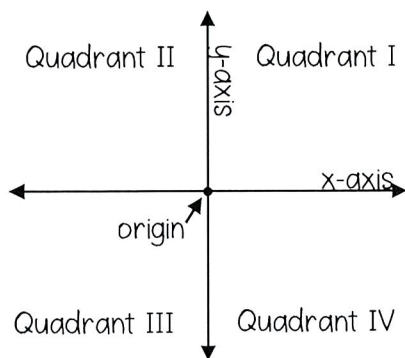 Quadrant II
Quadrant I
y-axis
x-axis
origin
Quadrant III
Quadrant IV